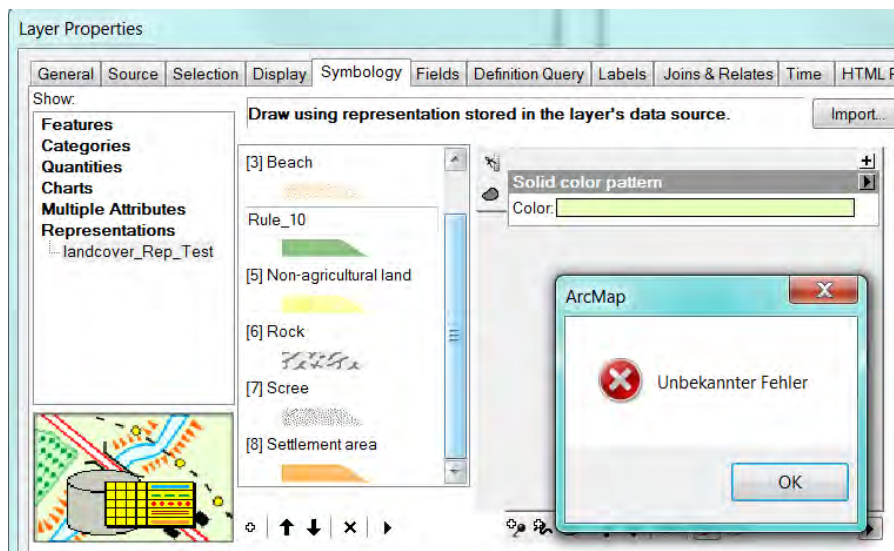 Layer Properties
General Source Selection Display Symbology Fields Definition Query Labels Joins & Relates Time HTML
Show:
Features
Categories
Quantities
Charts
Multiple Attributes
Representations
landcover_Rep_Test
Draw using representation stored in the layer's data source.
Import...
[3] Beach
Rule_10
[5] Non-agricultural land
[6] Rock
[7] Scree
[8] Settlement area
Solid color pattern
Color:
ArcMap
Unbekannter Fehler
OK